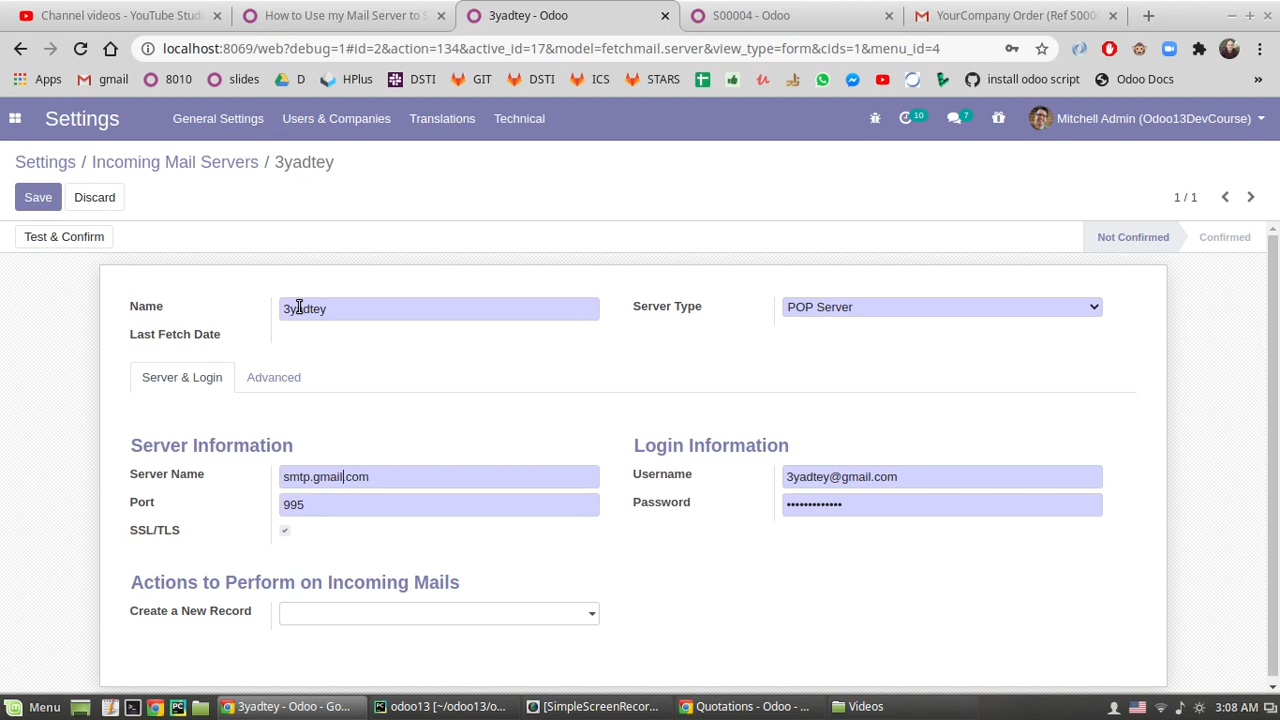 Channel videos - YouTube Studi
How to Use my Mail Server to S
3yadtey - Odoo
S00004 - Odoo
YourCompany Order (Ref S0000
localhost:8069/web?debug=1#id=2&action=134&active_id=17&model=fetchmail.server&view_type=form&cids=1&menu_id=4
Apps
gmail
8010
slides
D
HPlus
DSTI
GIT
DSTI
ICS
STARS
install odoo script
Odoo Docs
»
Settings
General Settings
Users & Companies
Translations
Technical
10
7
Mitchell Admin (Odoo13DevCourse)
Settings / Incoming Mail Servers / 3yadtey
Save
Discard
1 / 1
Test & Confirm
Not Confirmed
Confirmed
Name
3yadtey
Server Type
POP Server
Last Fetch Date
Server & Login
Advanced
Server Information
Login Information
Server Name
smtp.gmail.com
Username
3yadtey@gmail.com
Port
995
Password
•••••••••••••
SSL/TLS
Actions to Perform on Incoming Mails
Create a New Record
Menu
3yadtey - Odoo - Go...
odoo13 [~/odoo13/o...
[SimpleScreenRecor...
Quotations - Odoo - ...
Videos
3:08 AM